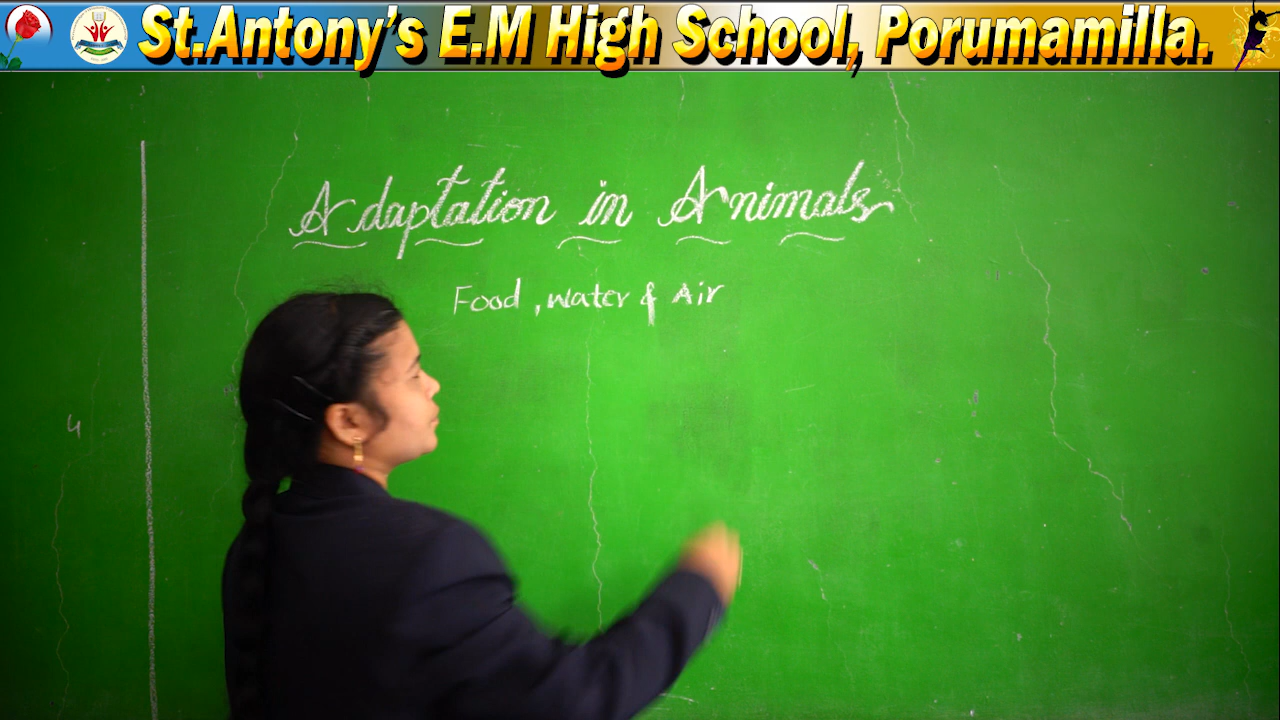 St.Antony's E.M High School, Porumamilla.
Adaptation in Animals
Food, water & Air
4